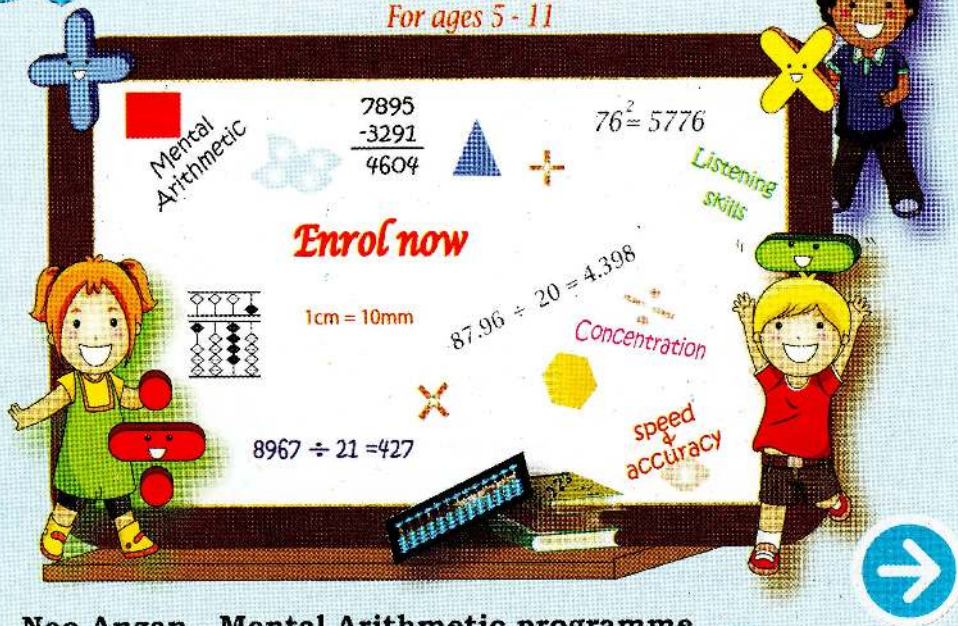 For ages 5 - 11
Mental
Arithmetic
7895
-3291
4604
76² = 5776
Listening
skills
Enrol now
1cm = 10mm
87.96 ÷ 20 = 4.398
Concentration
8967 ÷ 21 =427
speed
&
accuracy
Neo Anzan - Mental Arithmetic programme